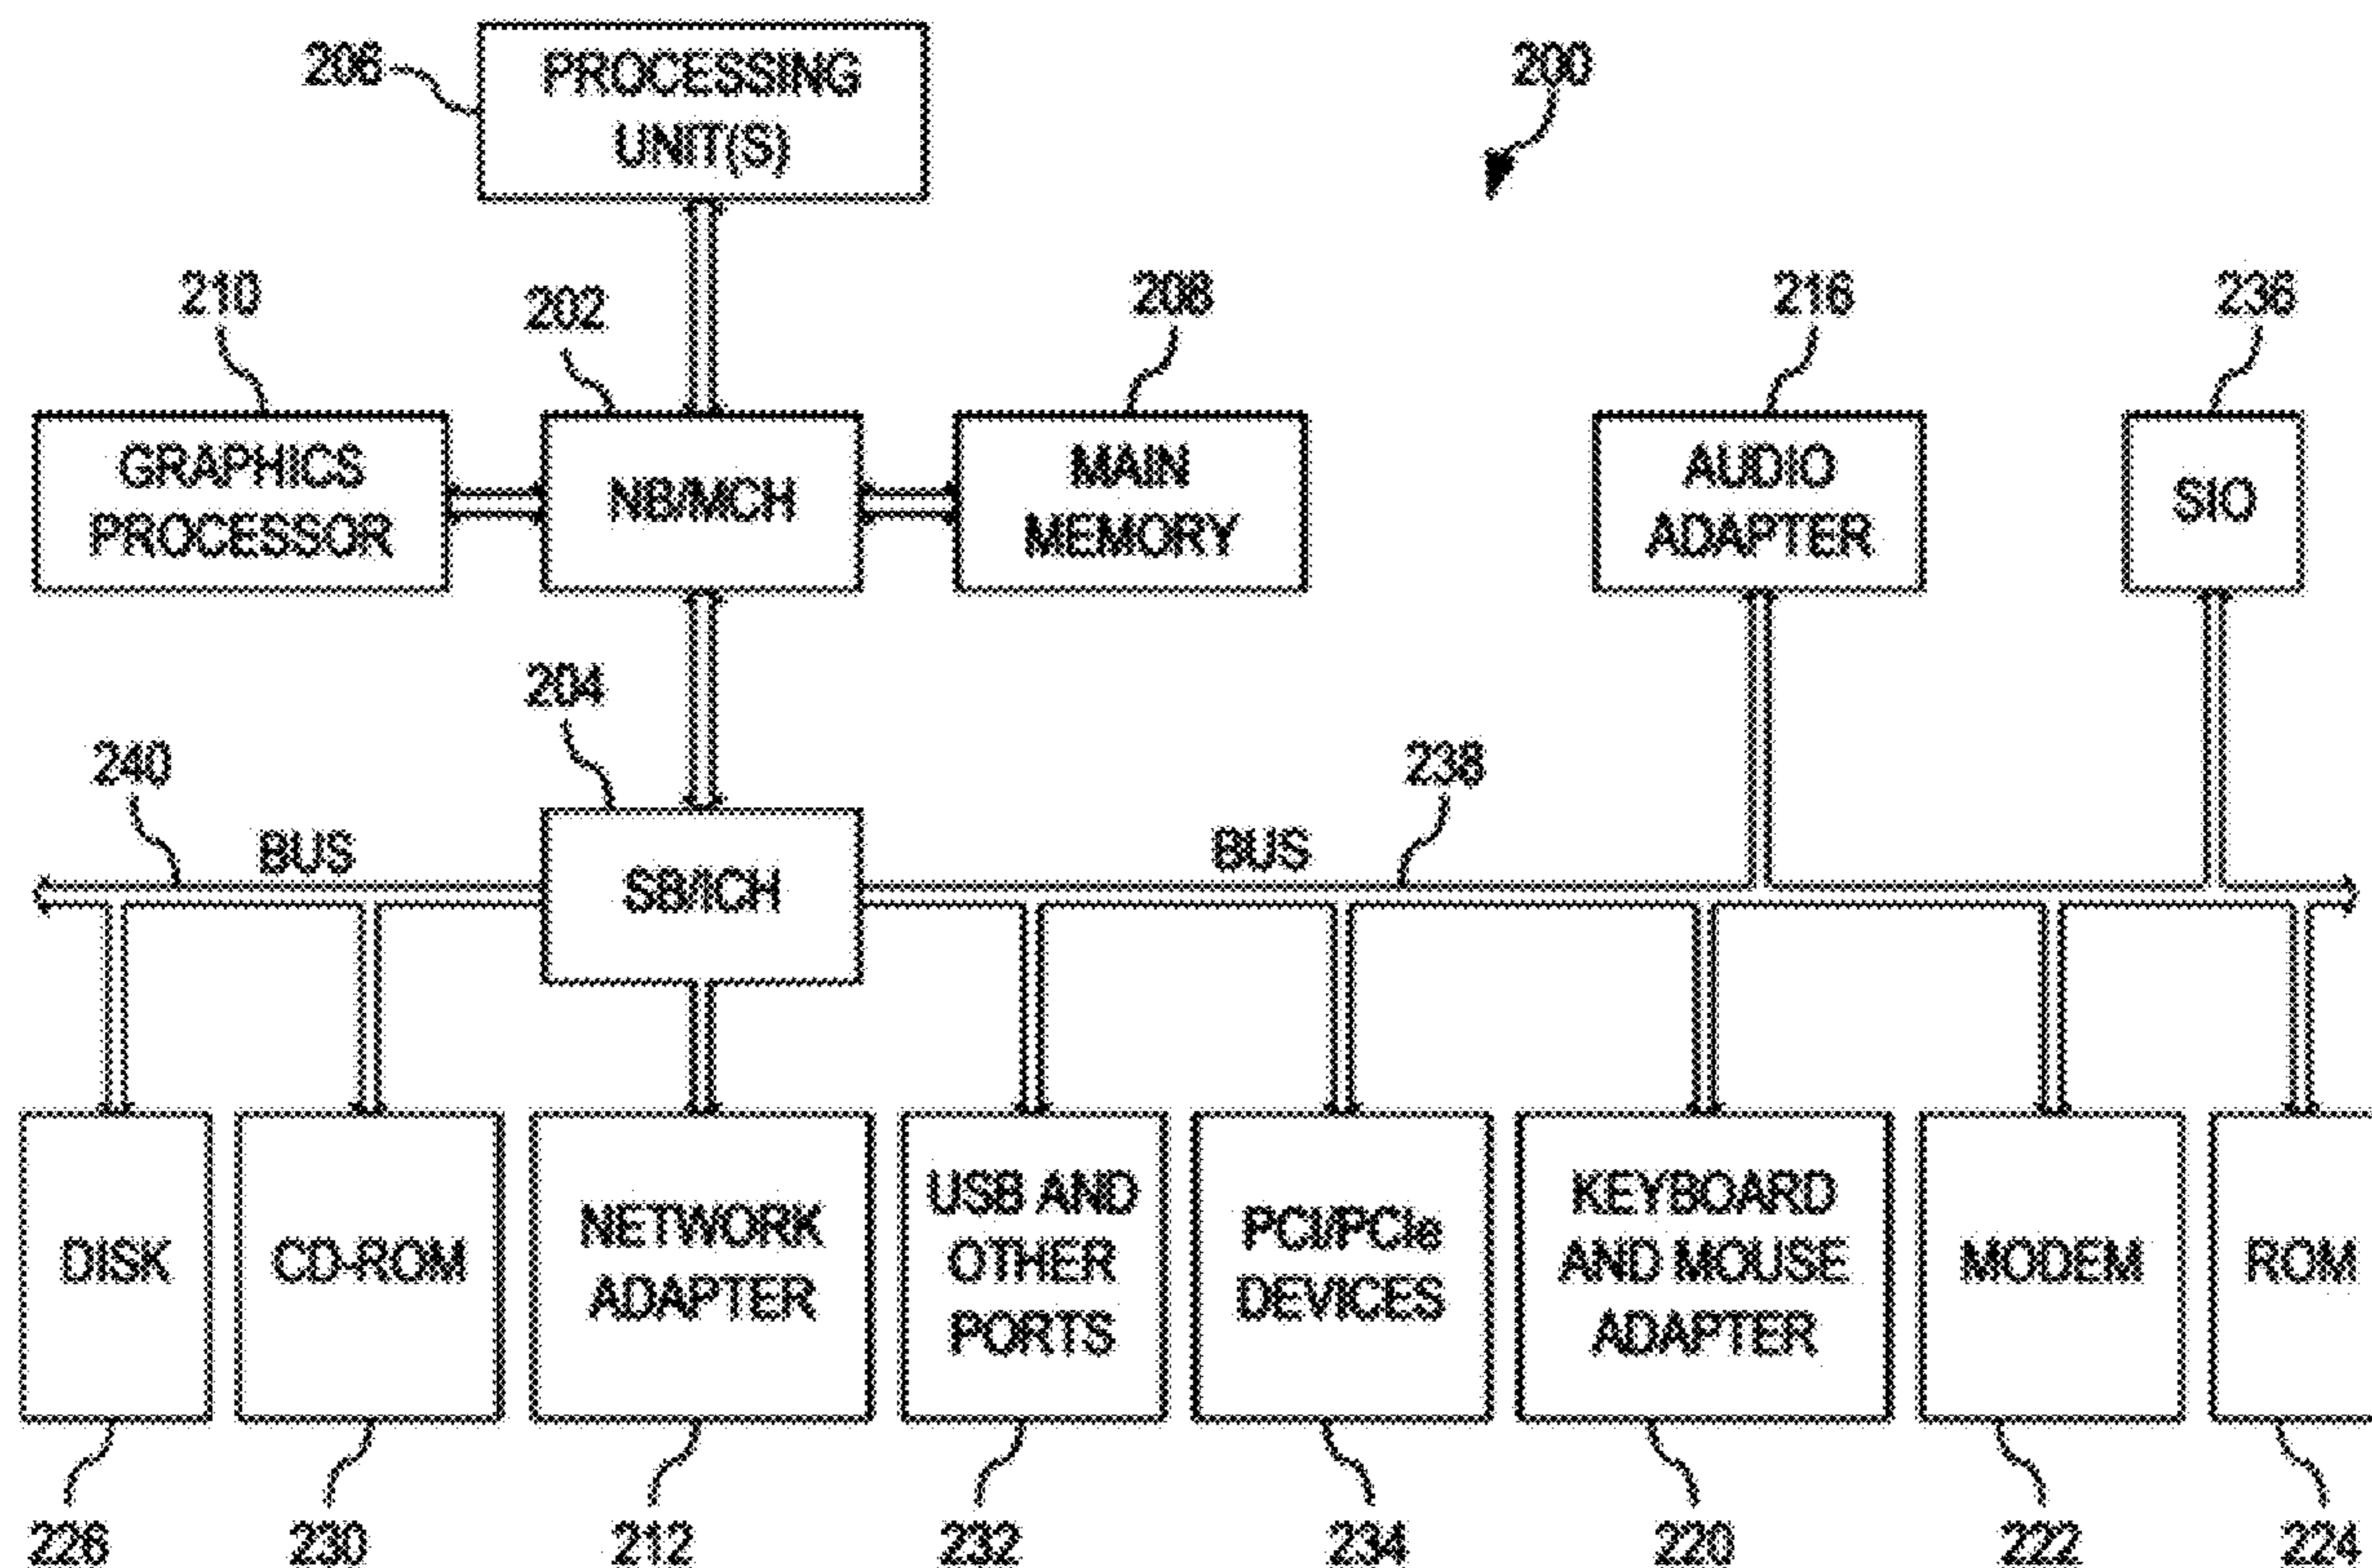 206
PROCESSING
UNIT(S)
200
210
202
208
216
236
GRAPHICS
PROCESSOR
NB/MCH
MAIN
MEMORY
AUDIO
ADAPTER
SIO
204
240
BUS
SB/ICH
BUS
238
DISK
CD-ROM
NETWORK
ADAPTER
USB AND
OTHER
PORTS
PCI/PCIe
DEVICES
KEYBOARD
AND MOUSE
ADAPTER
MODEM
ROM
226
230
212
232
234
220
222
224